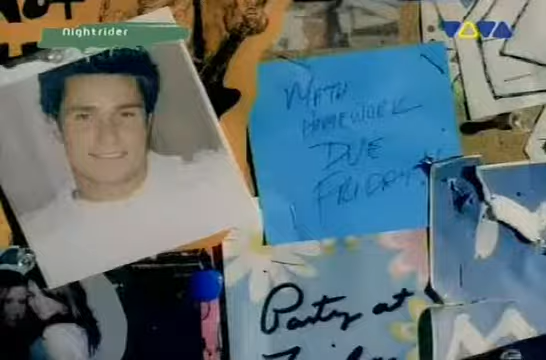 Nightrider
VIVA
MATH
HOMEWORK
DUE
FRIDAY
Party at